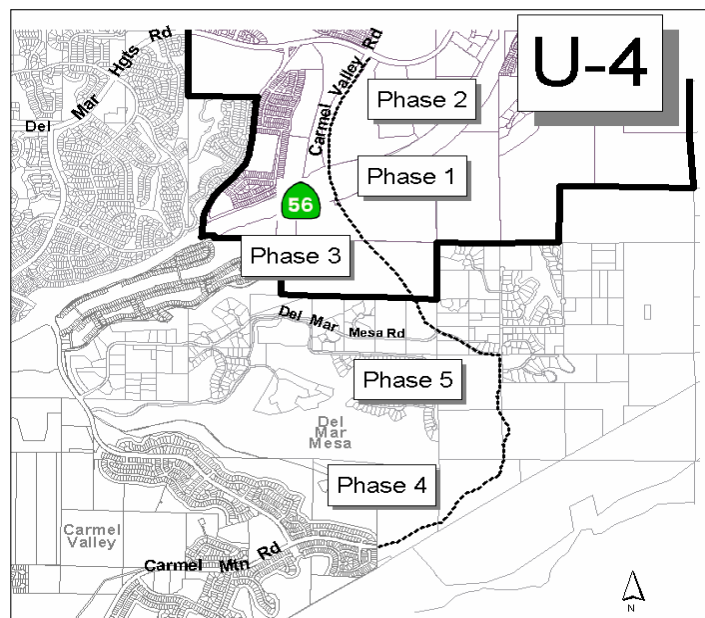 U-4
Del Mar Hgts Rd
Carmel Valley Rd
Phase 2
Phase 1
56
Phase 3
Del Mar Mesa Rd
Phase 5
Del
Mar
Mesa
Phase 4
Carmel
Valley
Carmel Mtn Rd
N